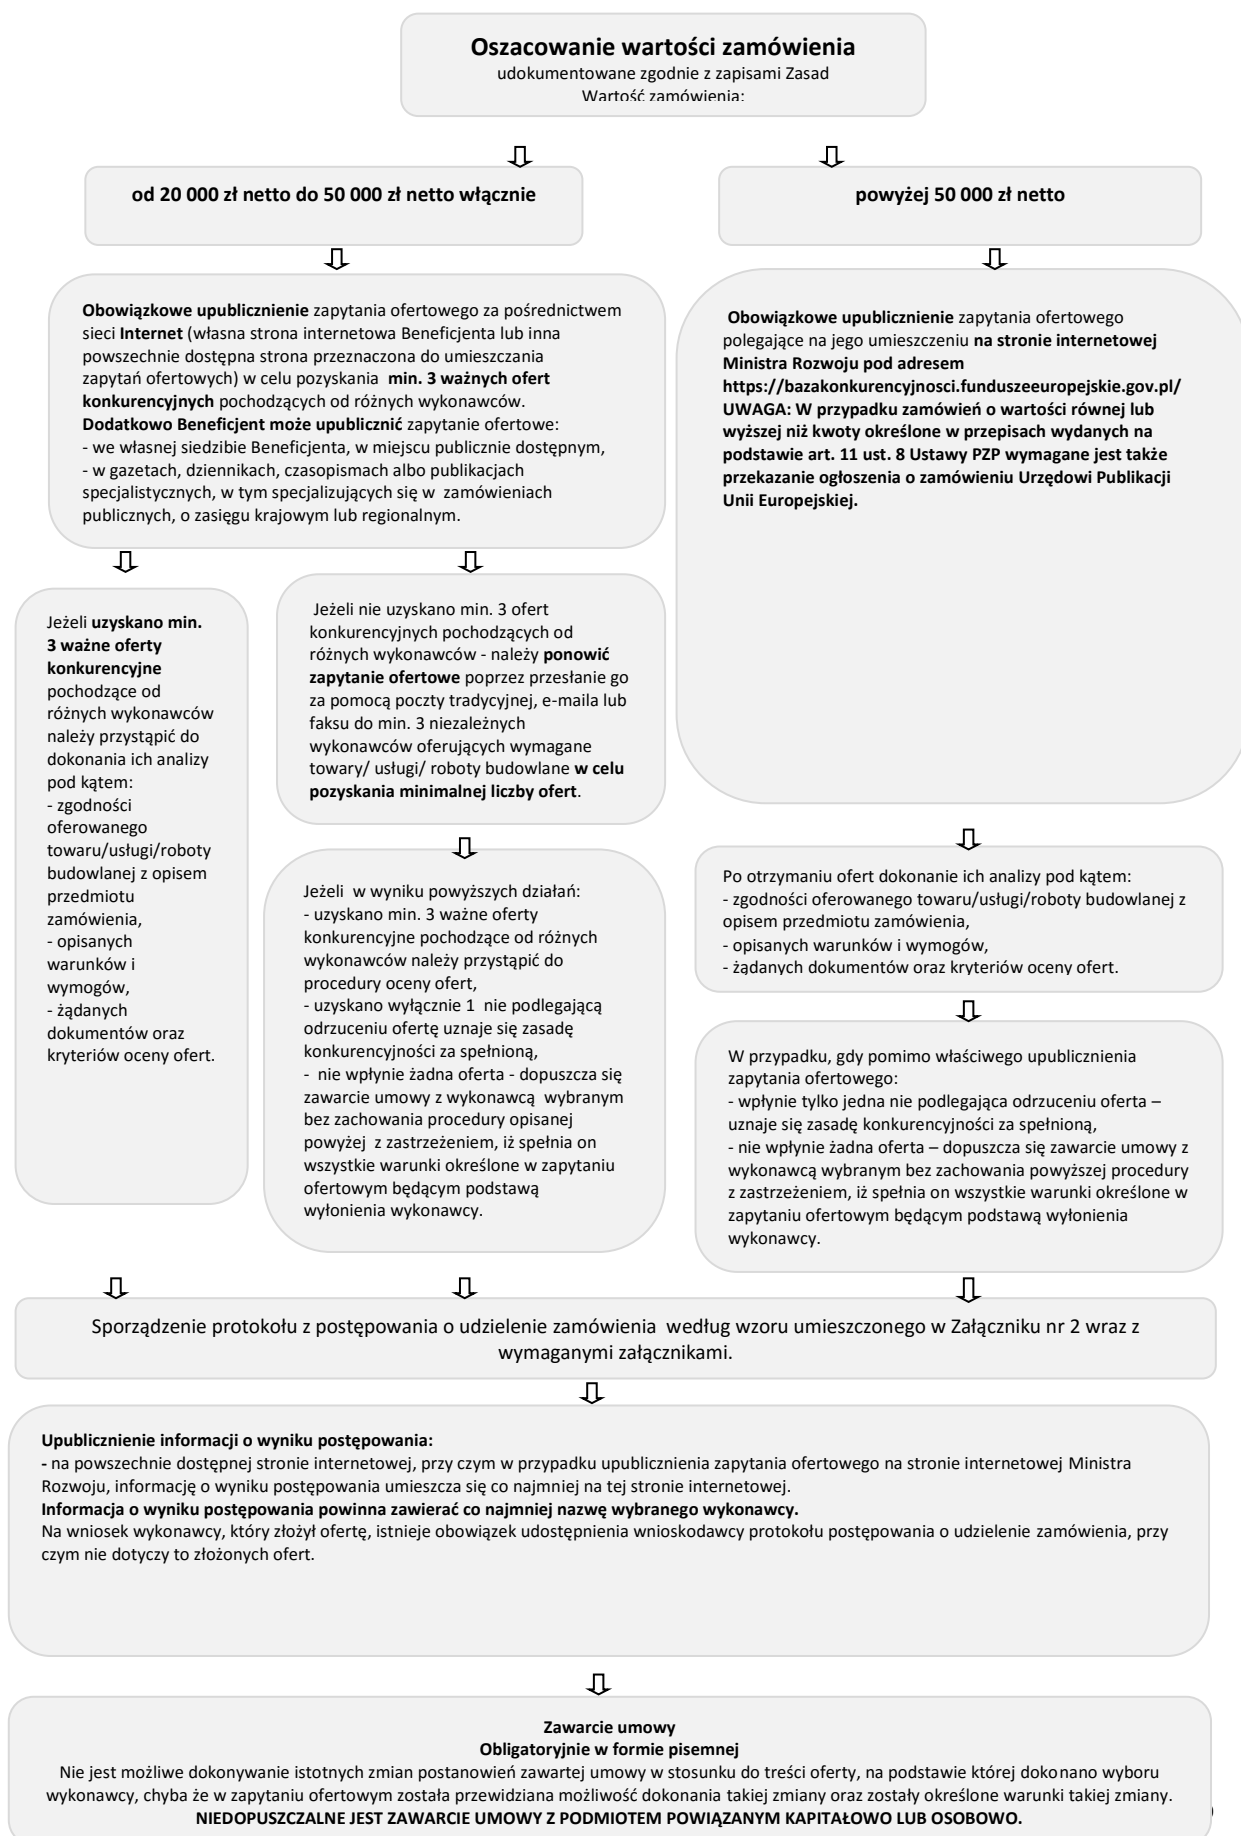 Oszacowanie wartości zamówienia
udokumentowane zgodnie z zapisami Zasad
Wartość zamówienia:
od 20 000 zł netto do 50 000 zł netto włącznie
powyżej 50 000 zł netto
Obowiązkowe upublicznienie zapytania ofertowego za pośrednictwem
sieci Internet (własna strona internetowa Beneficjenta lub inna
powszechnie dostępna strona przeznaczona do umieszczania
zapytań ofertowych) w celu pozyskania min. 3 ważnych ofert
konkurencyjnych pochodzących od różnych wykonawców.
Dodatkowo Beneficjent może upublicznić zapytanie ofertowe:
- we własnej siedzibie Beneficjenta, w miejscu publicznie dostępnym,
- w gazetach, dziennikach, czasopismach albo publikacjach
specjalistycznych, w tym specjalizujących się w zamówieniach
publicznych, o zasięgu krajowym lub regionalnym.
Obowiązkowe upublicznienie zapytania ofertowego
polegające na jego umieszczeniu na stronie internetowej
Ministra Rozwoju pod adresem
https://bazakonkurencyjnosci.funduszeeuropejskie.gov.pl/
UWAGA: W przypadku zamówień o wartości równej lub
wyższej niż kwoty określone w przepisach wydanych na
podstawie art. 11 ust. 8 Ustawy PZP wymagane jest także
przekazanie ogłoszenia o zamówieniu Urzędowi Publikacji
Unii Europejskiej.
Jeżeli uzyskano min.
3 ważne oferty
konkurencyjne
pochodzące od
różnych wykonawców
należy przystąpić do
dokonania ich analizy
pod kątem:
- zgodności
oferowanego
towaru/usługi/roboty
budowlanej z opisem
przedmiotu
zamówienia,
- opisanych
warunków i
wymogów,
- żądanych
dokumentów oraz
kryteriów oceny ofert.
Jeżeli nie uzyskano min. 3 ofert
konkurencyjnych pochodzących od
różnych wykonawców - należy ponowić
zapytanie ofertowe poprzez przesłanie go
za pomocą poczty tradycyjnej, e-maila lub
faksu do min. 3 niezależnych
wykonawców oferujących wymagane
towary/ usługi/ roboty budowlane w celu
pozyskania minimalnej liczby ofert.
Jeżeli w wyniku powyższych działań:
- uzyskano min. 3 ważne oferty
konkurencyjne pochodzące od różnych
wykonawców należy przystąpić do
procedury oceny ofert,
- uzyskano wyłącznie 1 nie podlegającą
odrzuceniu ofertę uznaje się zasadę
konkurencyjności za spełnioną,
- nie wpłynie żadna oferta - dopuszcza się
zawarcie umowy z wykonawcą wybranym
bez zachowania procedury opisanej
powyżej z zastrzeżeniem, iż spełnia on
wszystkie warunki określone w zapytaniu
ofertowym będącym podstawą
wyłonienia wykonawcy.
Po otrzymaniu ofert dokonanie ich analizy pod kątem:
- zgodności oferowanego towaru/usługi/roboty budowlanej z
opisem przedmiotu zamówienia,
- opisanych warunków i wymogów,
- żądanych dokumentów oraz kryteriów oceny ofert.
W przypadku, gdy pomimo właściwego upublicznienia
zapytania ofertowego:
- wpłynie tylko jedna nie podlegająca odrzuceniu oferta –
uznaje się zasadę konkurencyjności za spełnioną,
- nie wpłynie żadna oferta – dopuszcza się zawarcie umowy z
wykonawcą wybranym bez zachowania powyższej procedury
z zastrzeżeniem, iż spełnia on wszystkie warunki określone w
zapytaniu ofertowym będącym podstawą wyłonienia
wykonawcy.
Sporządzenie protokołu z postępowania o udzielenie zamówienia według wzoru umieszczonego w Załączniku nr 2 wraz z
wymaganymi załącznikami.
Upublicznienie informacji o wyniku postępowania:
- na powszechnie dostępnej stronie internetowej, przy czym w przypadku upublicznienia zapytania ofertowego na stronie internetowej Ministra
Rozwoju, informację o wyniku postępowania umieszcza się co najmniej na tej stronie internetowej.
Informacja o wyniku postępowania powinna zawierać co najmniej nazwę wybranego wykonawcy.
Na wniosek wykonawcy, który złożył ofertę, istnieje obowiązek udostępnienia wnioskodawcy protokołu postępowania o udzielenie zamówienia, przy
czym nie dotyczy to złożonych ofert.
Zawarcie umowy
Obligatoryjnie w formie pisemnej
Nie jest możliwe dokonywanie istotnych zmian postanowień zawartej umowy w stosunku do treści oferty, na podstawie której dokonano wyboru
wykonawcy, chyba że w zapytaniu ofertowym została przewidziana możliwość dokonania takiej zmiany oraz zostały określone warunki takiej zmiany.
NIEDOPUSZCZALNE JEST ZAWARCIE UMOWY Z PODMIOTEM POWIĄZANYM KAPITAŁOWO LUB OSOBOWO.